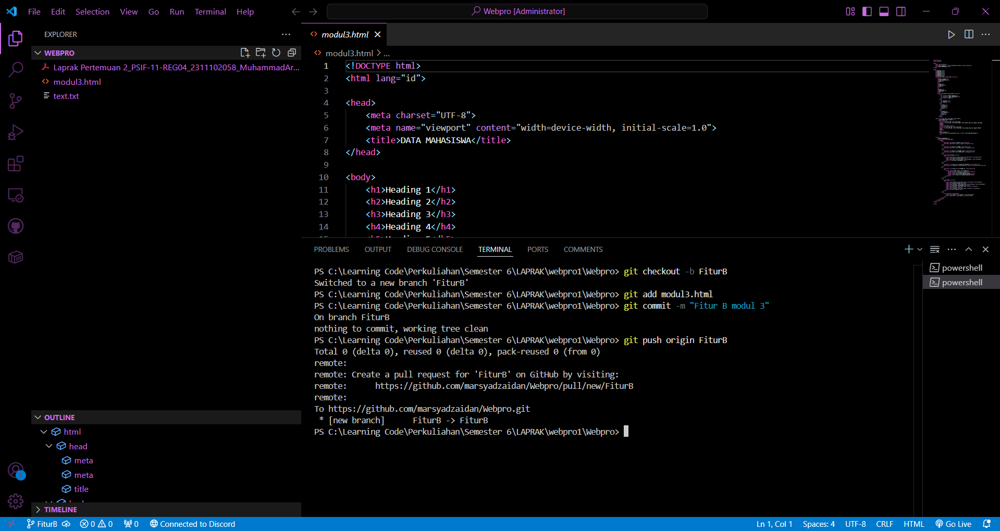 File Edit Selection View Go Run Terminal Help
Webpro [Administrator]
EXPLORER
WEBPRO
Laprak Pertemuan 2_PSIF-11-REG04_2311102058_MuhammadAr...
modul3.html
text.txt
OUTLINE
html
head
meta
meta
title
TIMELINE
modul3.html
modul3.html > ...
1 <!DOCTYPE html>
2 <html lang="id">
3
4 <head>
5 <meta charset="UTF-8">
6 <meta name="viewport" content="width=device-width, initial-scale=1.0">
7 <title>DATA MAHASISWA</title>
8 </head>
9
10 <body>
11 <h1>Heading 1</h1>
12 <h2>Heading 2</h2>
13 <h3>Heading 3</h3>
14 <h4>Heading 4</h4>
PROBLEMS OUTPUT DEBUG CONSOLE TERMINAL PORTS COMMENTS
PS C:\Learning Code\Perkuliahan\Semester 6\LAPRAK\webpro1\Webpro> git checkout -b FiturB
Switched to a new branch 'FiturB'
PS C:\Learning Code\Perkuliahan\Semester 6\LAPRAK\webpro1\Webpro> git add modul3.html
PS C:\Learning Code\Perkuliahan\Semester 6\LAPRAK\webpro1\Webpro> git commit -m "Fitur B modul 3"
On branch FiturB
nothing to commit, working tree clean
PS C:\Learning Code\Perkuliahan\Semester 6\LAPRAK\webpro1\Webpro> git push origin FiturB
Total 0 (delta 0), reused 0 (delta 0), pack-reused 0 (from 0)
remote:
remote: Create a pull request for 'FiturB' on GitHub by visiting:
remote: https://github.com/marsyadzaidan/Webpro/pull/new/FiturB
remote:
To https://github.com/marsyadzaidan/Webpro.git
* [new branch] FiturB -> FiturB
PS C:\Learning Code\Perkuliahan\Semester 6\LAPRAK\webpro1\Webpro>
powershell
powershell
1
FiturB 0 0 0 Connected to Discord
Ln 1, Col 1 Spaces: 4 UTF-8 CRLF HTML Go Live